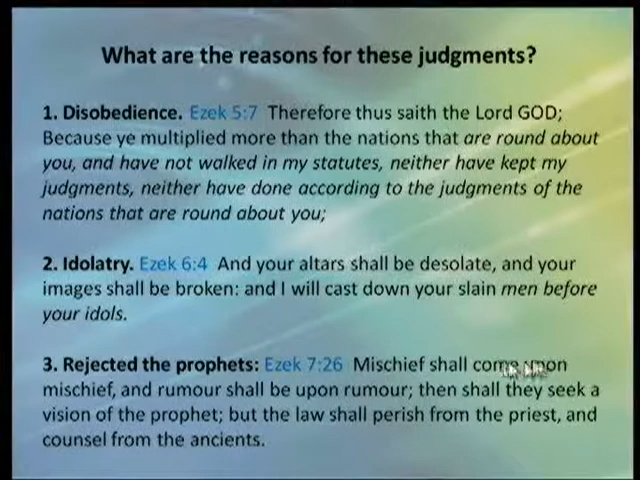 What are the reasons for these judgments?
1. Disobedience. Ezek 5:7 Therefore thus saith the Lord GOD;
Because ye multiplied more than the nations that are round about
you, and have not walked in my statutes, neither have kept my
judgments, neither have done according to the judgments of the
nations that are round about you;
2. Idolatry. Ezek 6:4 And your altars shall be desolate, and your
images shall be broken: and I will cast down your slain men before
your idols.
3. Rejected the prophets: Ezek 7:26 Mischief shall come upon
mischief, and rumour shall be upon rumour; then shall they seek a
vision of the prophet; but the law shall perish from the priest, and
counsel from the ancients.